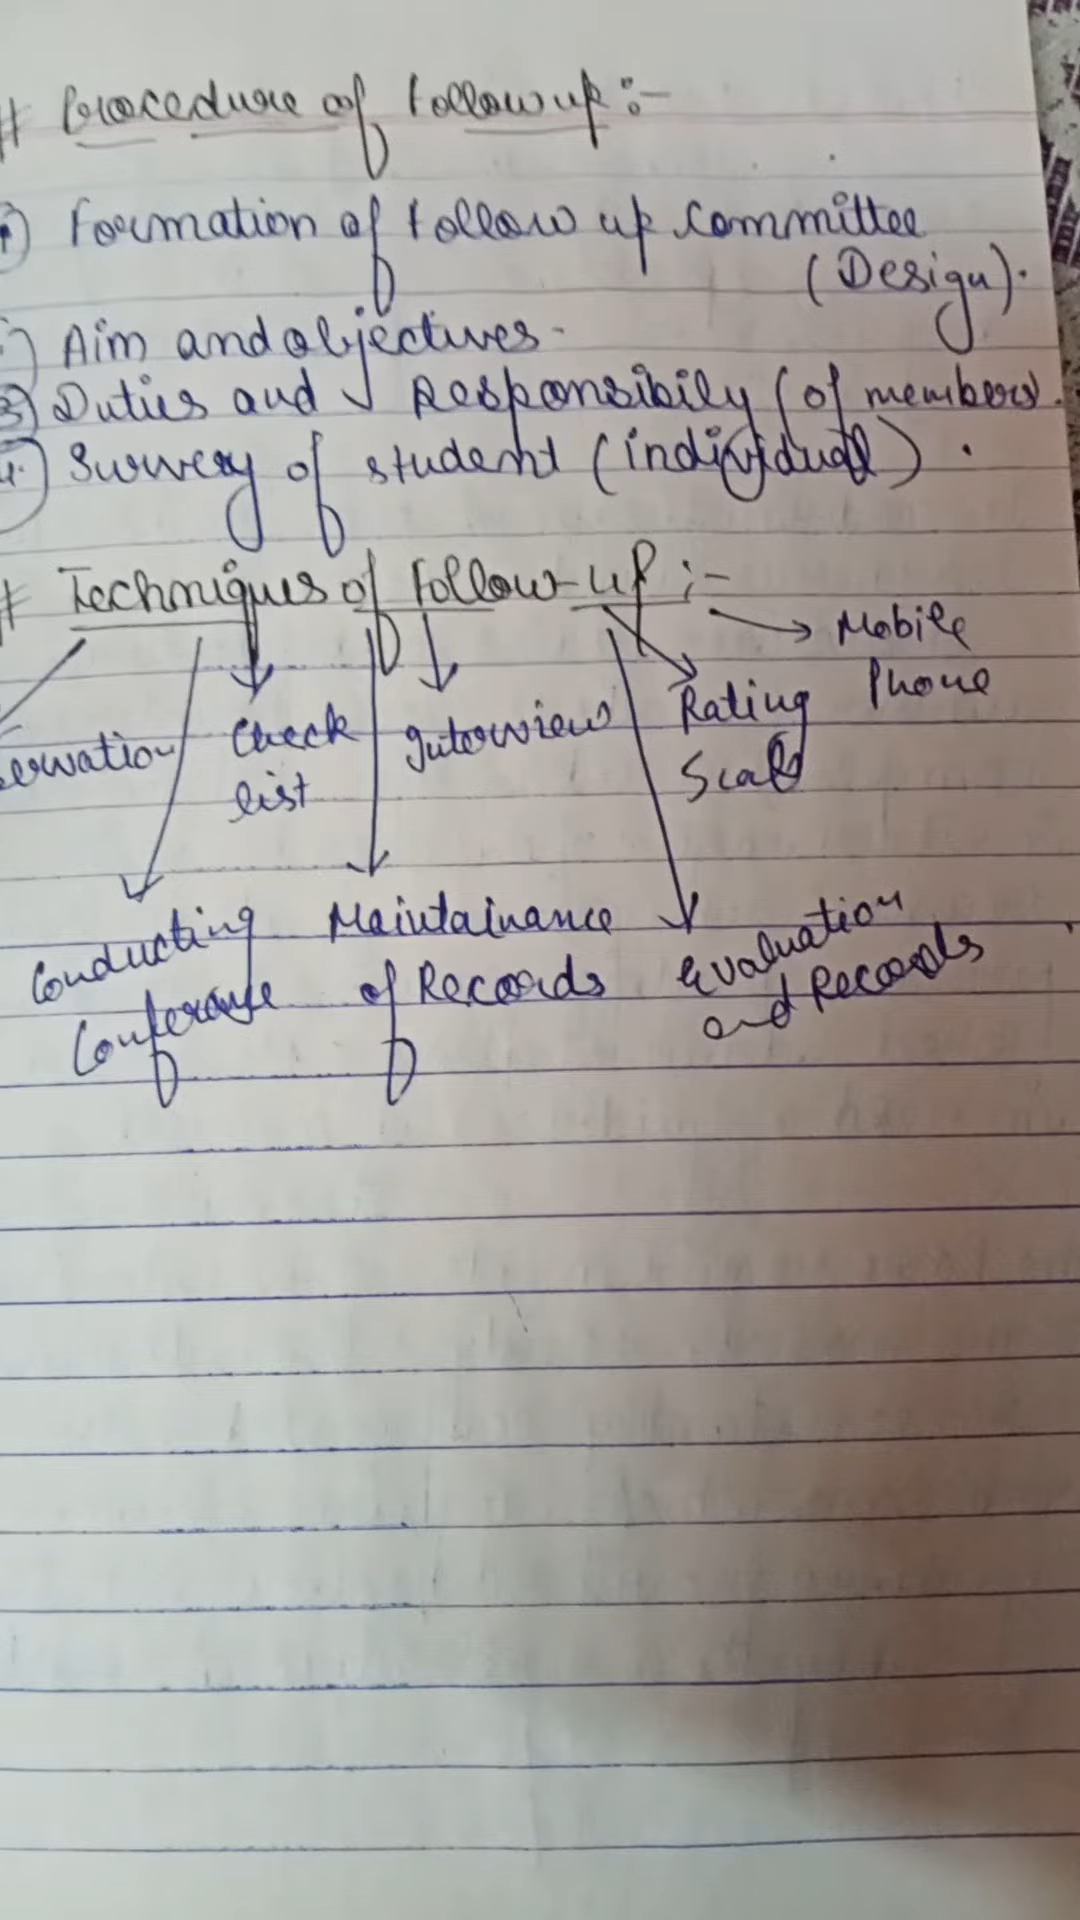 # Procedure of Follow up :-
1) Formation of follow up committee
(Design).
) Aim and objectives.
3) Duties and Responsibily (of members).
4.) Survey of student (individual).
# Techniques of Follow-up :-
Mobile
Phone
ervation
Check
list
Interview
Rating
Scale
Conducting
Conference
Maintainance
of Records
Evaluation
and Records